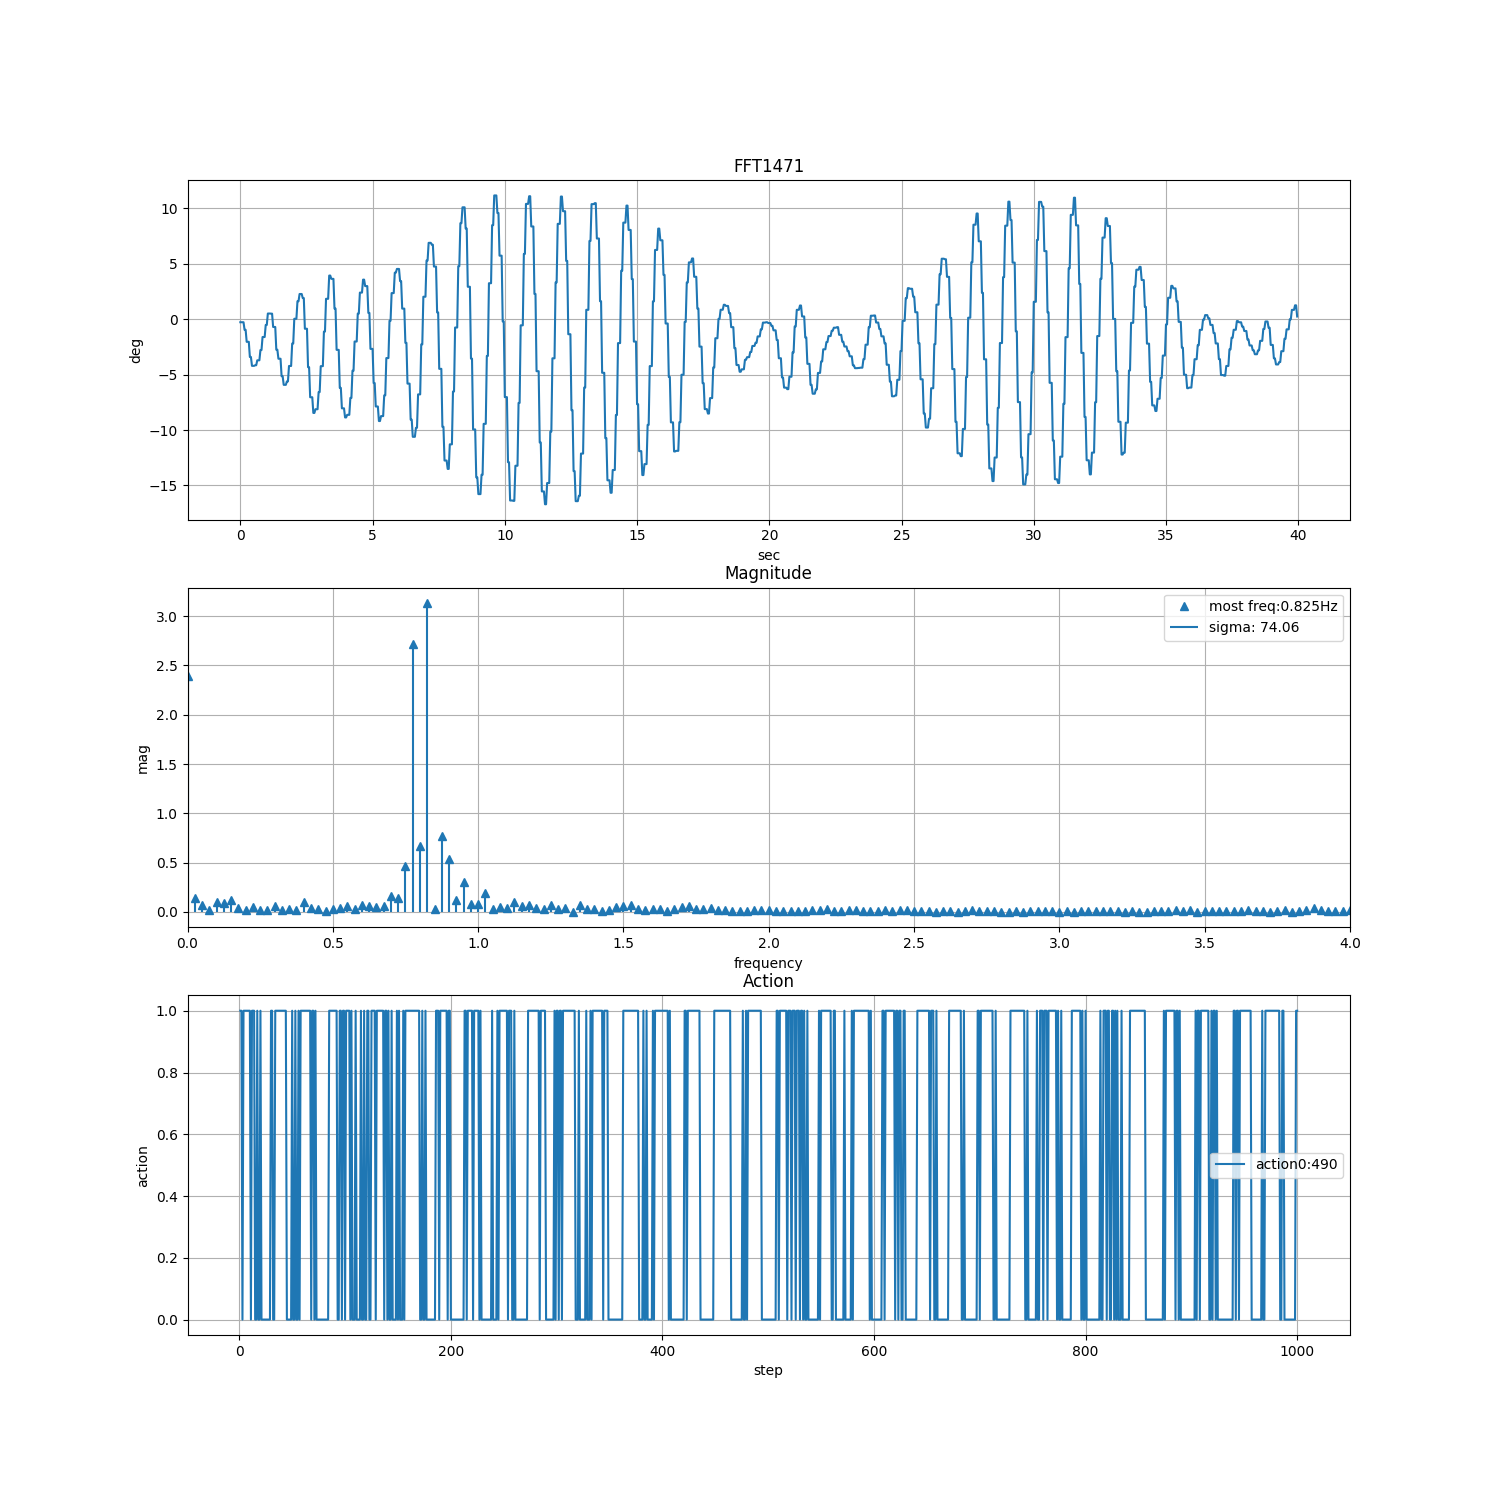 FFT1471
10
5
0
−5
−10
−15
deg
0 5 10 15 20 25 30 35 40
sec
Magnitude
3.0
2.5
2.0
1.5
1.0
0.5
0.0
mag
most freq:0.825Hz
sigma: 74.06
0.0 0.5 1.0 1.5 2.0 2.5 3.0 3.5 4.0
frequency
Action
1.0
0.8
0.6
0.4
0.2
0.0
action
action0:490
0 200 400 600 800 1000
step